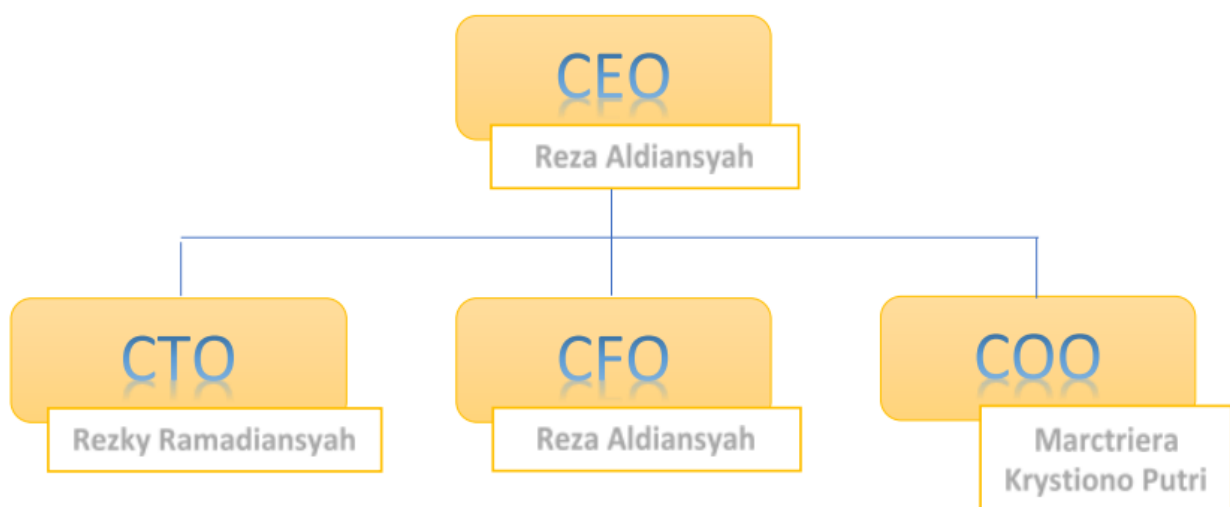 CEO
Reza Aldiansyah
CTO
Rezky Ramadiansyah
CFO
Reza Aldiansyah
COO
Marctriera
Krystiono Putri